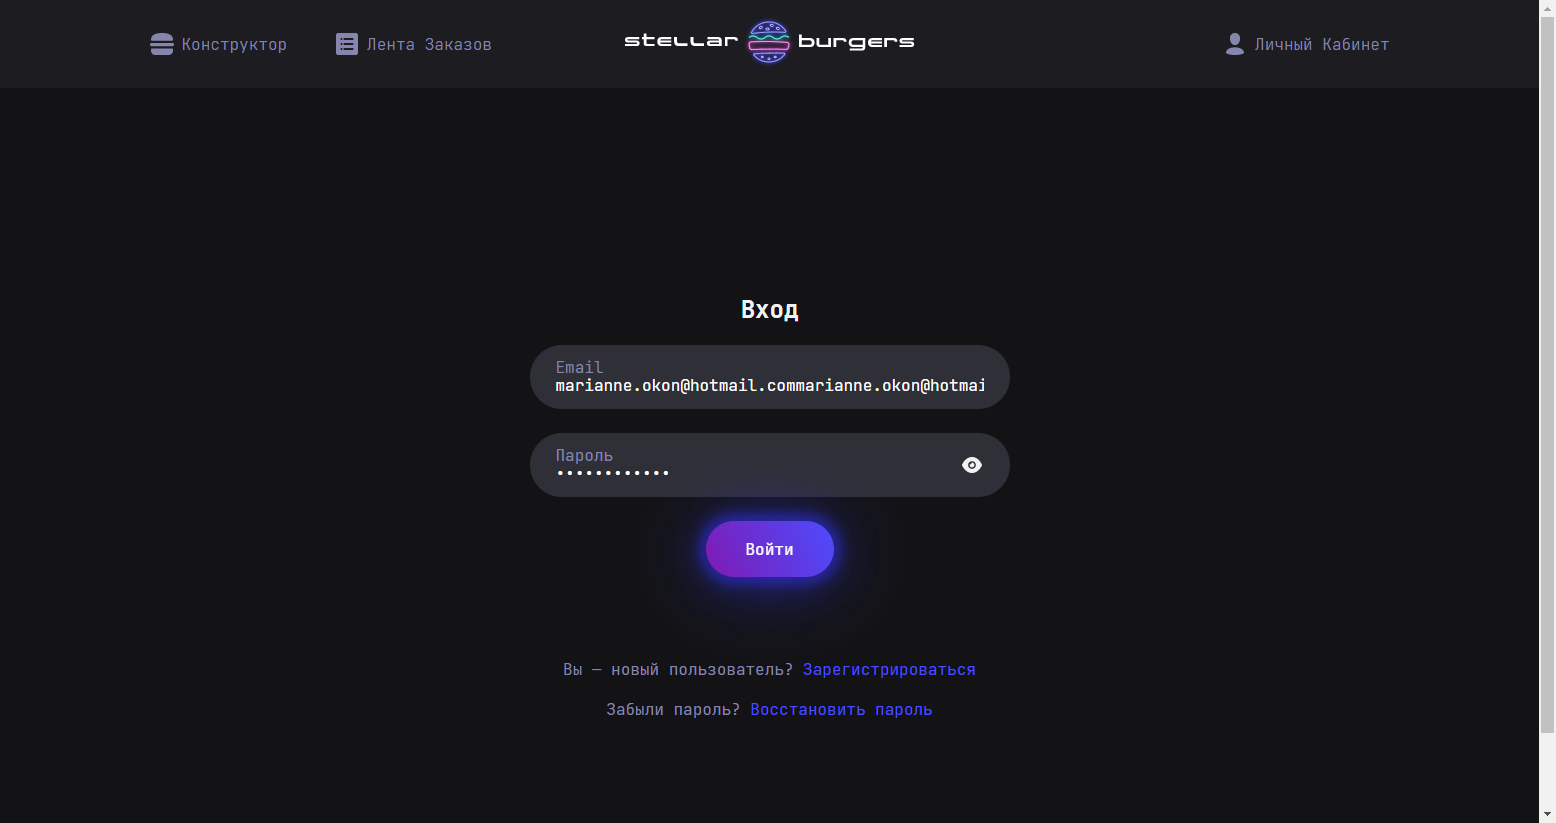 Конструктор
Лента Заказов
stellar burgers
Личный Кабинет
Вход
Email
marianne.okon@hotmail.commarianne.okon@hotmai
Пароль
••••••••••••
Войти
Вы — новый пользователь? Зарегистрироваться
Забыли пароль? Восстановить пароль